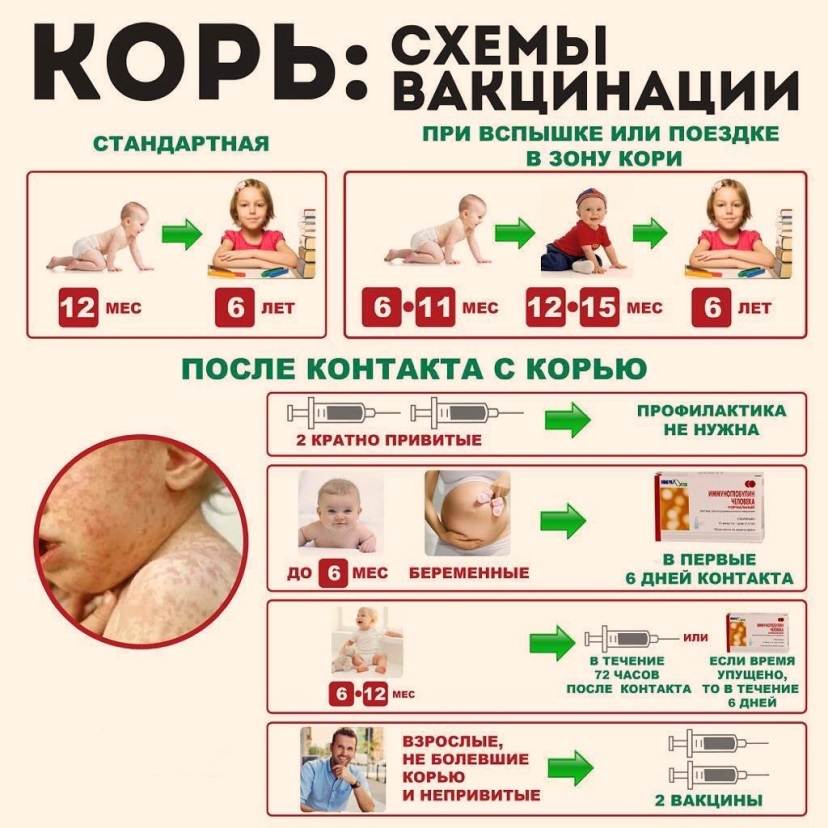 КОРЬ:
СХЕМЫ
ВАКЦИНАЦИИ
СТАНДАРТНАЯ
12 МЕС
6 ЛЕТ
ПРИ ВСПЫШКЕ ИЛИ ПОЕЗДКЕ
В ЗОНУ КОРИ
6•11 МЕС
12•15 МЕС
6 ЛЕТ
ПОСЛЕ КОНТАКТА С КОРЬЮ
2 КРАТНО ПРИВИТЫЕ
ПРОФИЛАКТИКА
НЕ НУЖНА
ДО 6 МЕС
БЕРЕМЕННЫЕ
ИММУНОГЛОБУЛИН
ЧЕЛОВЕКА
НОРМАЛЬНЫЙ
В ПЕРВЫЕ
6 ДНЕЙ КОНТАКТА
6•12 МЕС
В ТЕЧЕНИЕ
72 ЧАСОВ
ПОСЛЕ КОНТАКТА
ИЛИ
ИММУНОГЛОБУЛИН
ЧЕЛОВЕКА
ЕСЛИ ВРЕМЯ
УПУЩЕНО,
ТО В ТЕЧЕНИЕ
6 ДНЕЙ
ВЗРОСЛЫЕ,
НЕ БОЛЕВШИЕ
КОРЬЮ
И НЕПРИВИТЫЕ
2 ВАКЦИНЫ